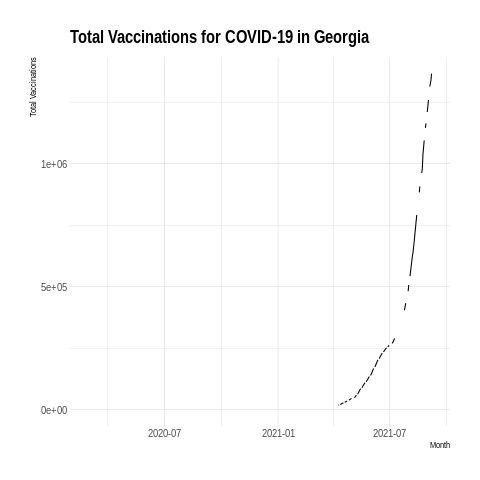 Total Vaccinations for COVID-19 in Georgia
Total Vaccinations
1e+06
5e+05
0e+00
2020-07 2021-01 2021-07
Month